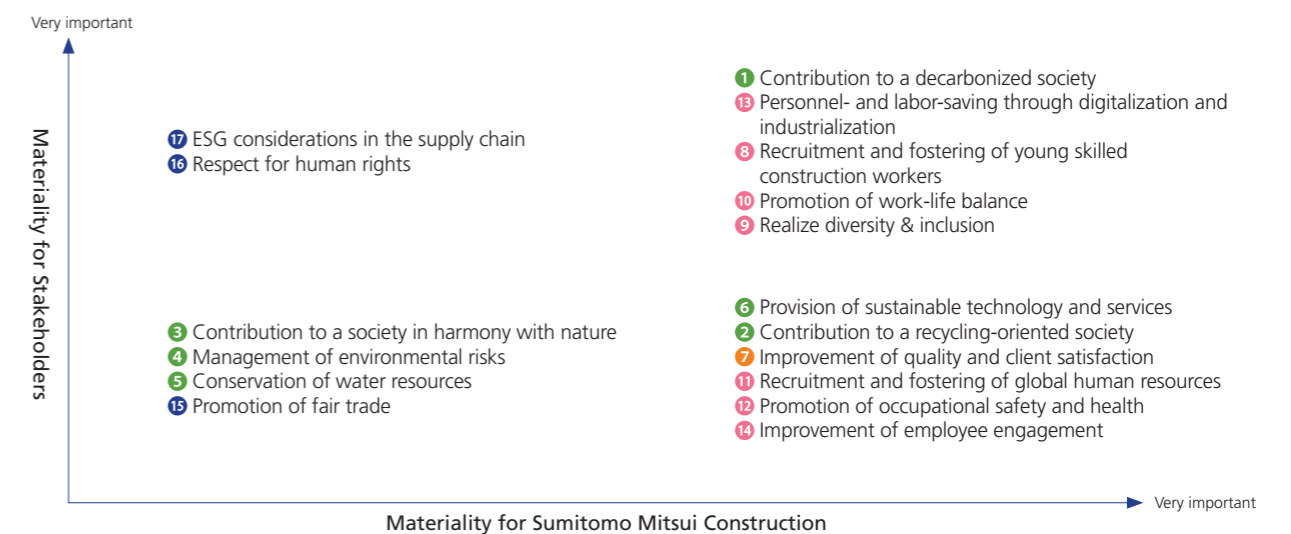 Very important
Materiality for Stakeholders
17 ESG considerations in the supply chain
16 Respect for human rights
1 Contribution to a decarbonized society
13 Personnel- and labor-saving through digitalization and
industrialization
8 Recruitment and fostering of young skilled
construction workers
10 Promotion of work-life balance
9 Realize diversity & inclusion
3 Contribution to a society in harmony with nature
4 Management of environmental risks
5 Conservation of water resources
15 Promotion of fair trade
6 Provision of sustainable technology and services
2 Contribution to a recycling-oriented society
7 Improvement of quality and client satisfaction
11 Recruitment and fostering of global human resources
12 Promotion of occupational safety and health
14 Improvement of employee engagement
Very important
Materiality for Sumitomo Mitsui Construction